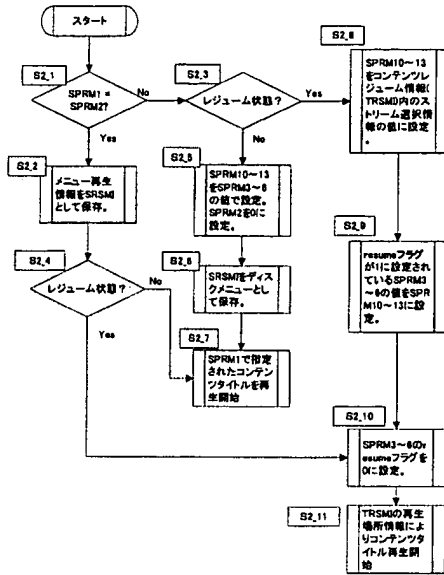 スタート
S2_1
SPRM1 =
SPRM2?
No
Yes
S2_3
レジューム状態？
Yes
No
S2_8
SPRM10～13
をコンテンツレ
ジューム情報(
TRSMI)内のス
トリーム選択情
報の値に設定
。
S2_2
メニュー再生
情報をSRSMI
として保存。
S2_5
SPRM10～13
をSPRM3～6
の値で設定。
SPRM2を0に
設定。
S2_9
resumeフラグ
が1に設定され
ているSPRM3
～6の値をSPR
M10～13に設
定。
S2_4
レジューム状態？
No
Yes
S2_6
SRSMIをディス
クメニューとし
て保存。
S2_7
SPRM1で指定
されたコンテン
ツタイトルを再
生開始
S2_10
SPRM3～6のr
esumeフラグを
0に設定。
S2_11
TRSMIの再生
場所情報によ
りコンテンツタ
イトル再生開
始